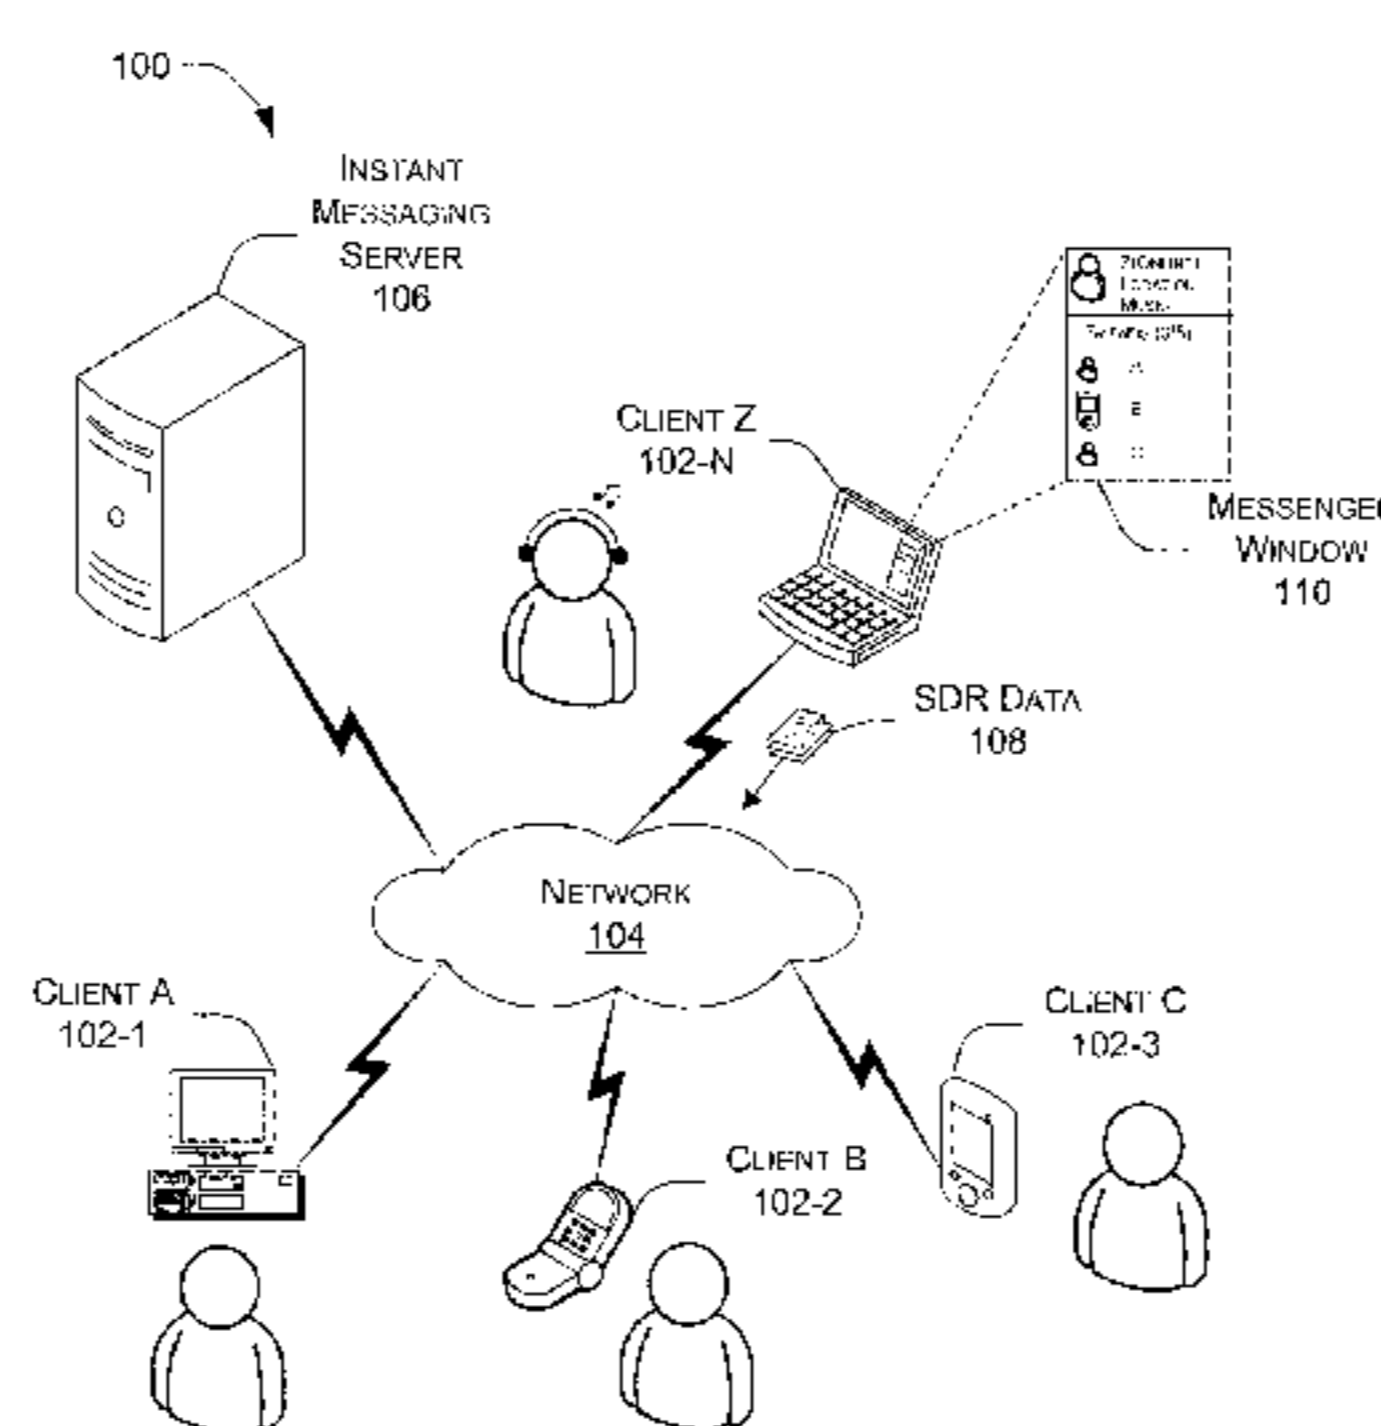 100
INSTANT
MESSAGING
SERVER
106
CLIENT Z
102-N
MESSENGE
WINDOW
110
SDR DATA
108
NETWORK
104
CLIENT A
102-1
CLIENT C
102-3
CLIENT B
102-2